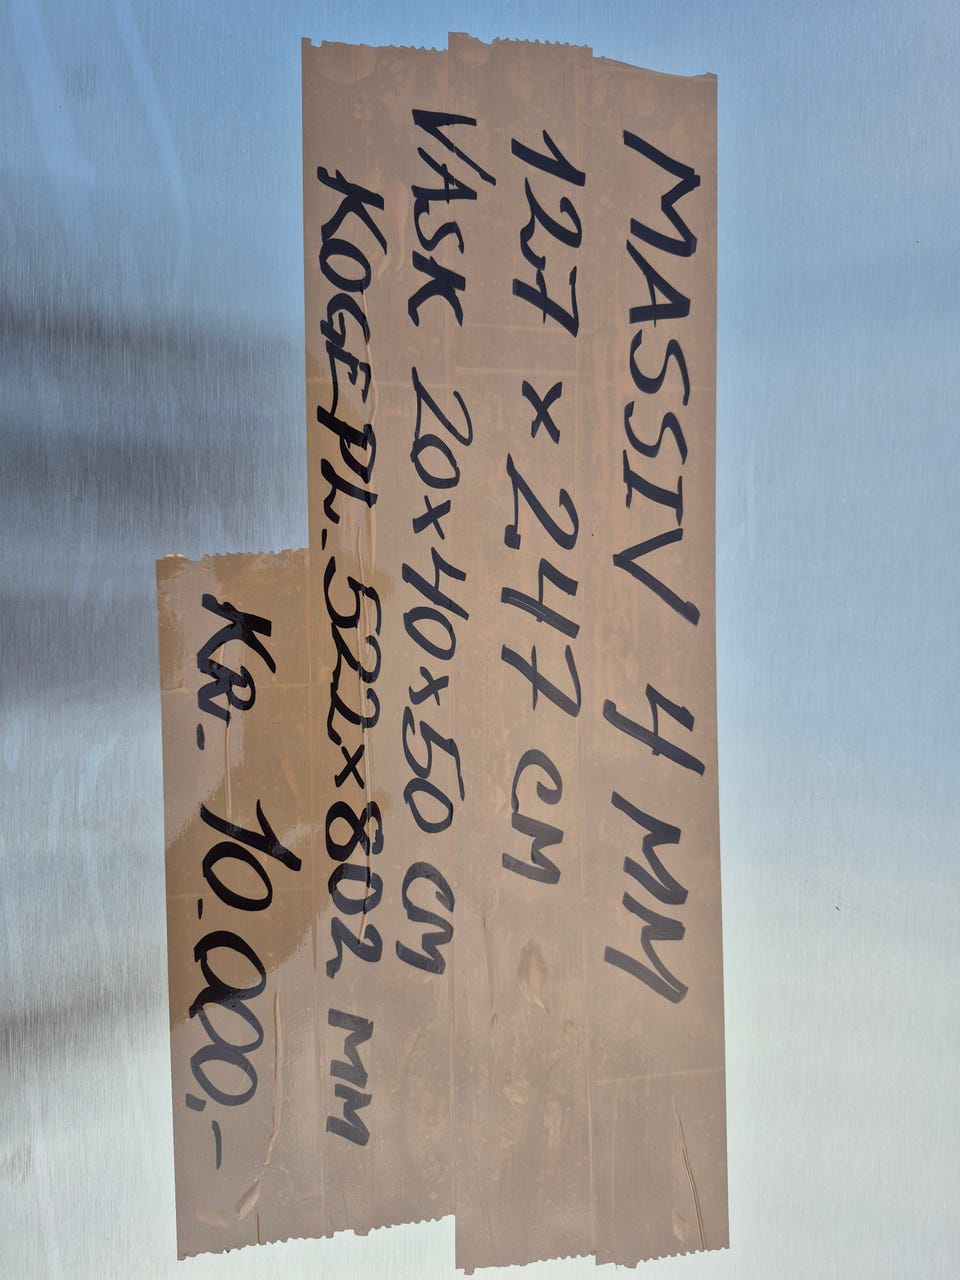 MASSIV 4 MM
127 x 247 CM
VASK 20x40x50 CM
KOGEPL. 522x802 MM
KR. 10.000,-